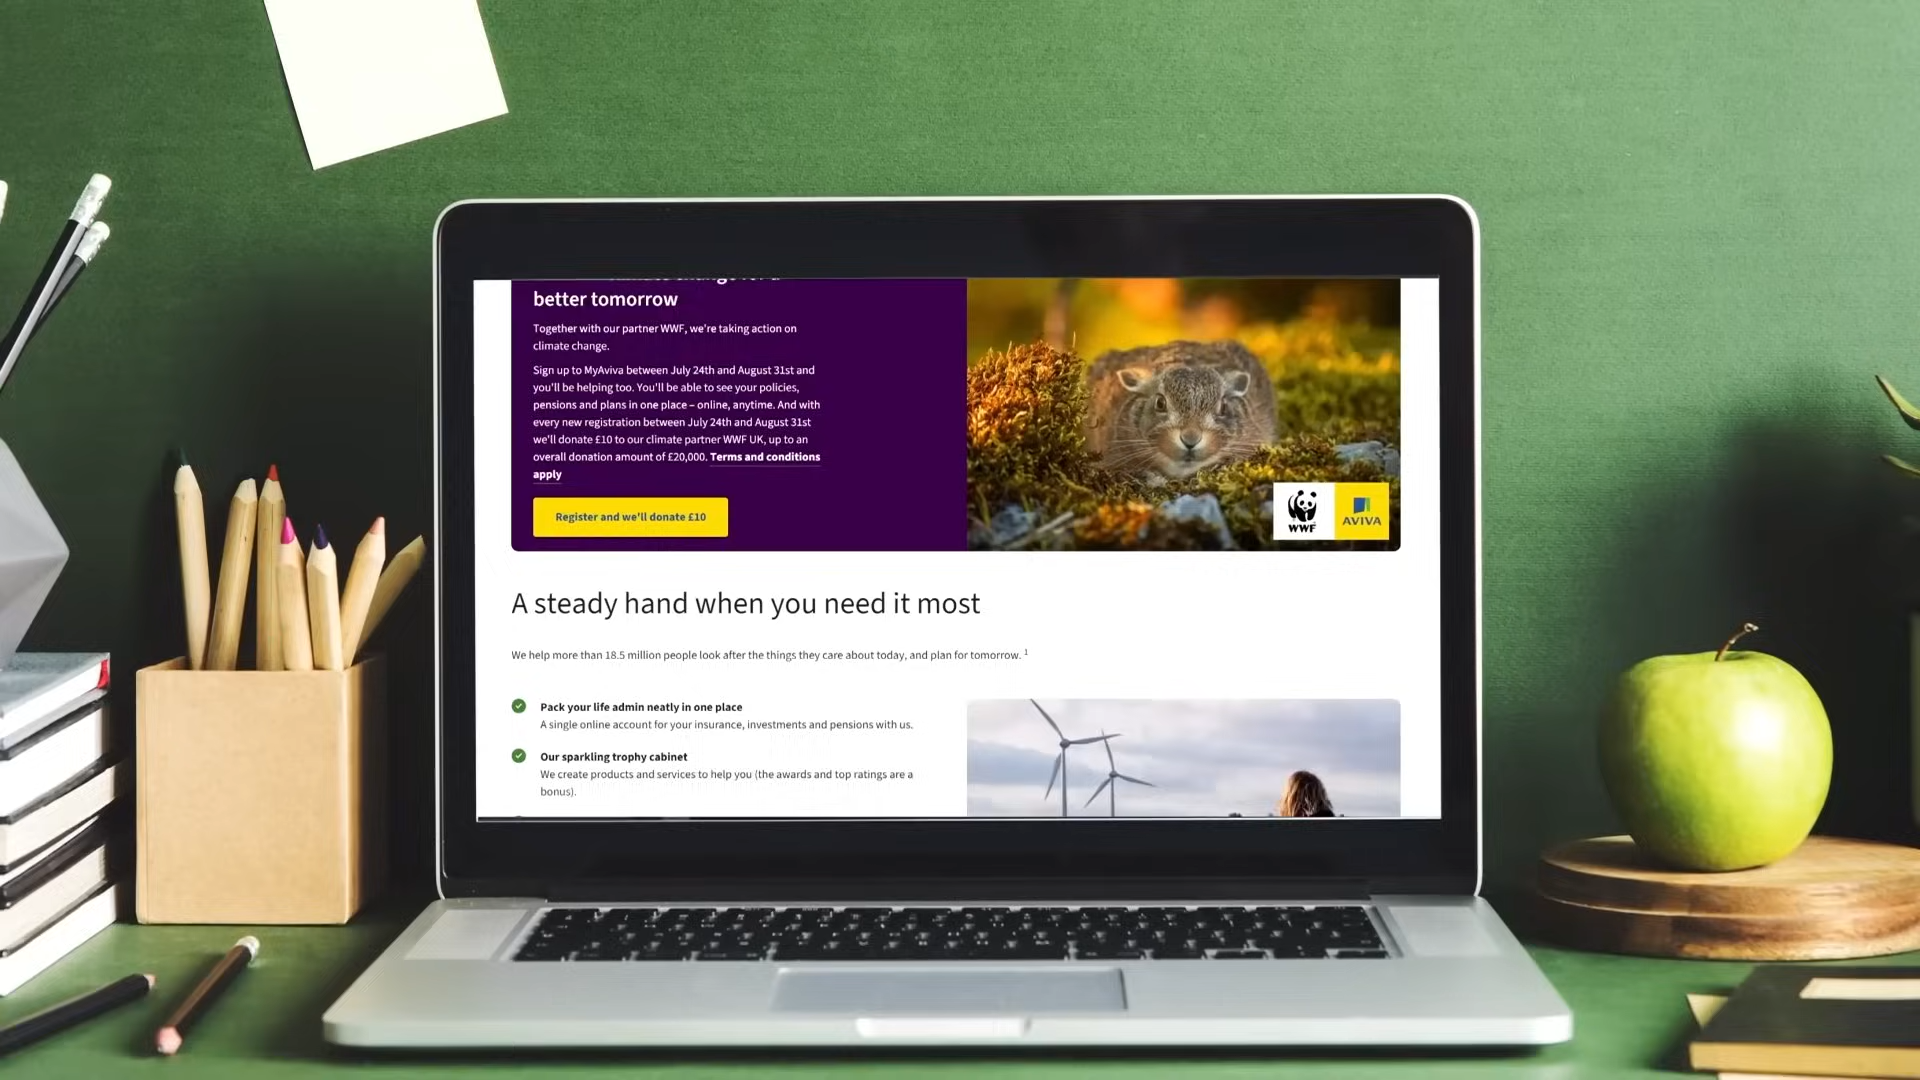 better tomorrow
Together with our partner WWF, we're taking action on
climate change.
Sign up to MyAviva between July 24th and August 31st and
you'll be helping too. You'll be able to see your policies,
pensions and plans in one place – online, anytime. And with
every new registration between July 24th and August 31st
we'll donate £10 to our climate partner WWF UK, up to an
overall donation amount of £20,000. Terms and conditions
apply
Register and we'll donate £10
WWF
AVIVA
A steady hand when you need it most
We help more than 18.5 million people look after the things they care about today, and plan for tomorrow. 1
Pack your life admin neatly in one place
A single online account for your insurance, investments and pensions with us.
Our sparkling trophy cabinet
We create products and services to help you (the awards and top ratings are a
bonus).